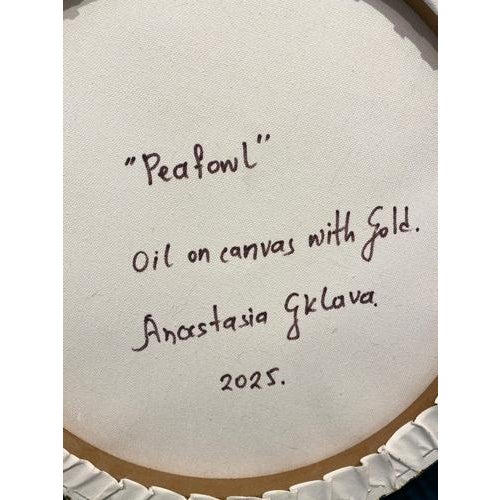 "Peafowl"
Oil on canvas with Gold.
Anastasia Gklava.
2025.